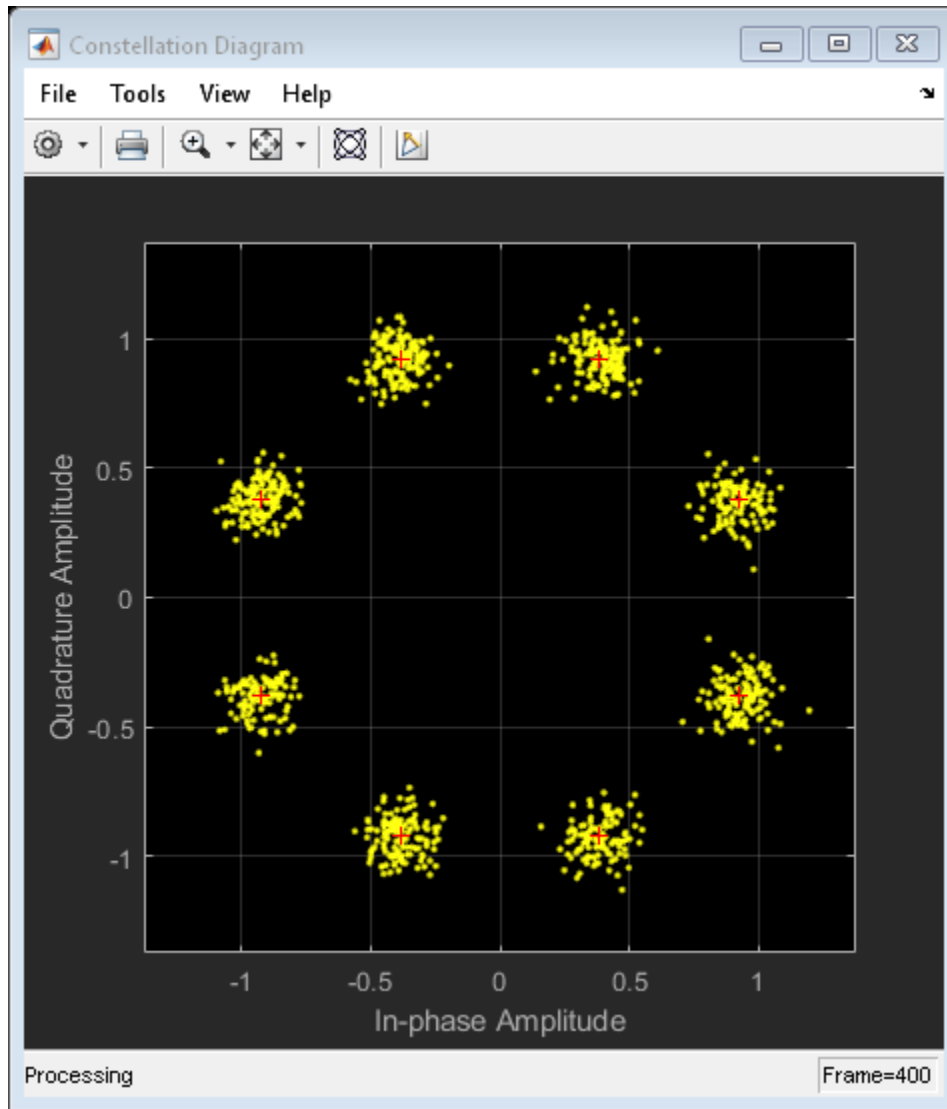 Constellation Diagram
File Tools View Help
1
0.5
0
-0.5
-1
Quadrature Amplitude
-1 -0.5 0 0.5 1
In-phase Amplitude
Processing Frame=400